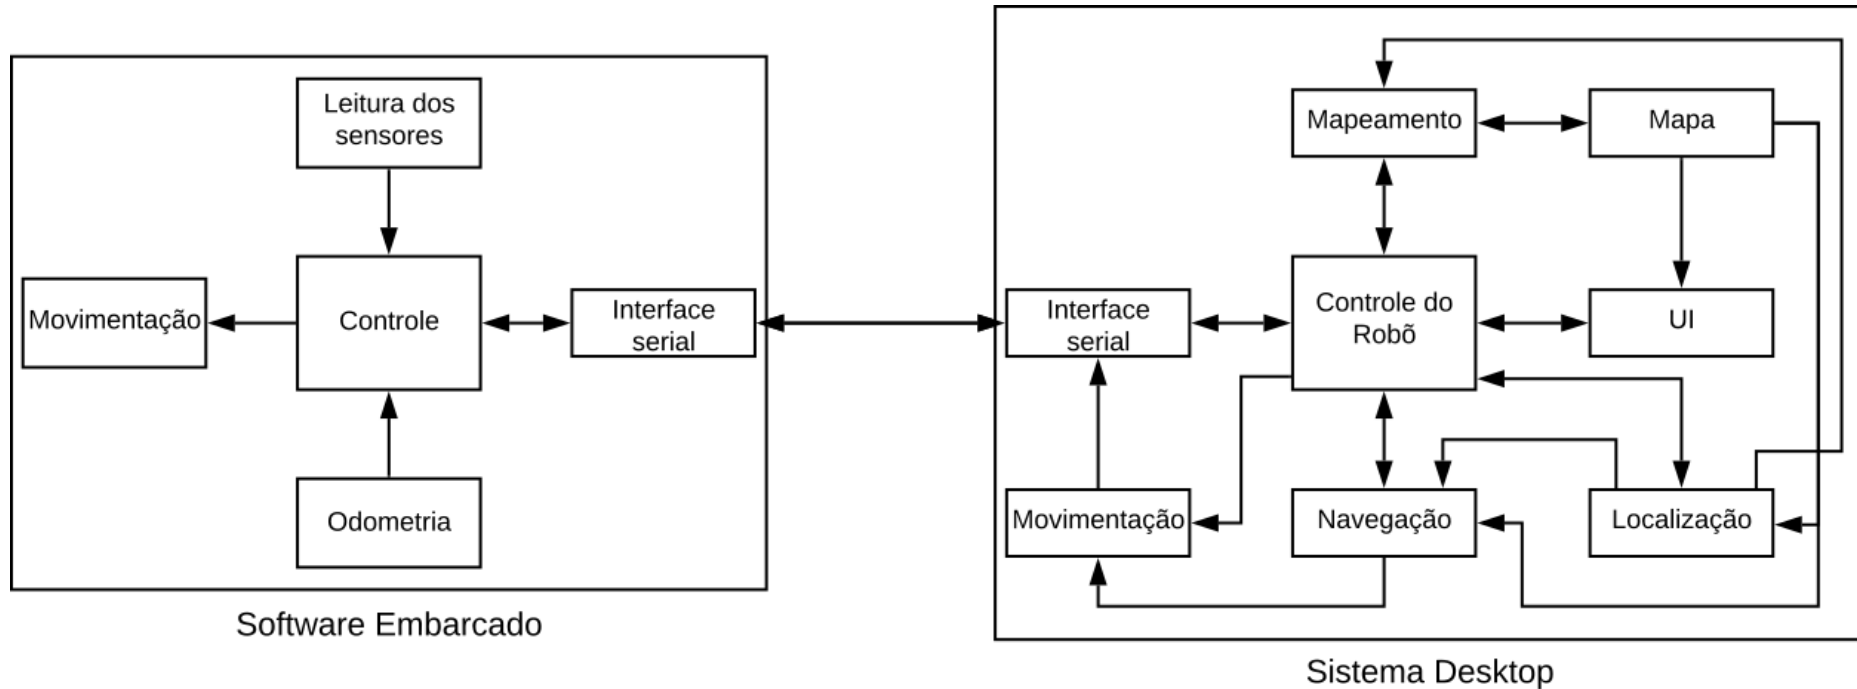 Leitura dos
sensores
Movimentação
Controle
Interface
serial
Odometria
Software Embarcado
Mapeamento
Mapa
Interface
serial
Controle do
Robõ
UI
Movimentação
Navegação
Localização
Sistema Desktop